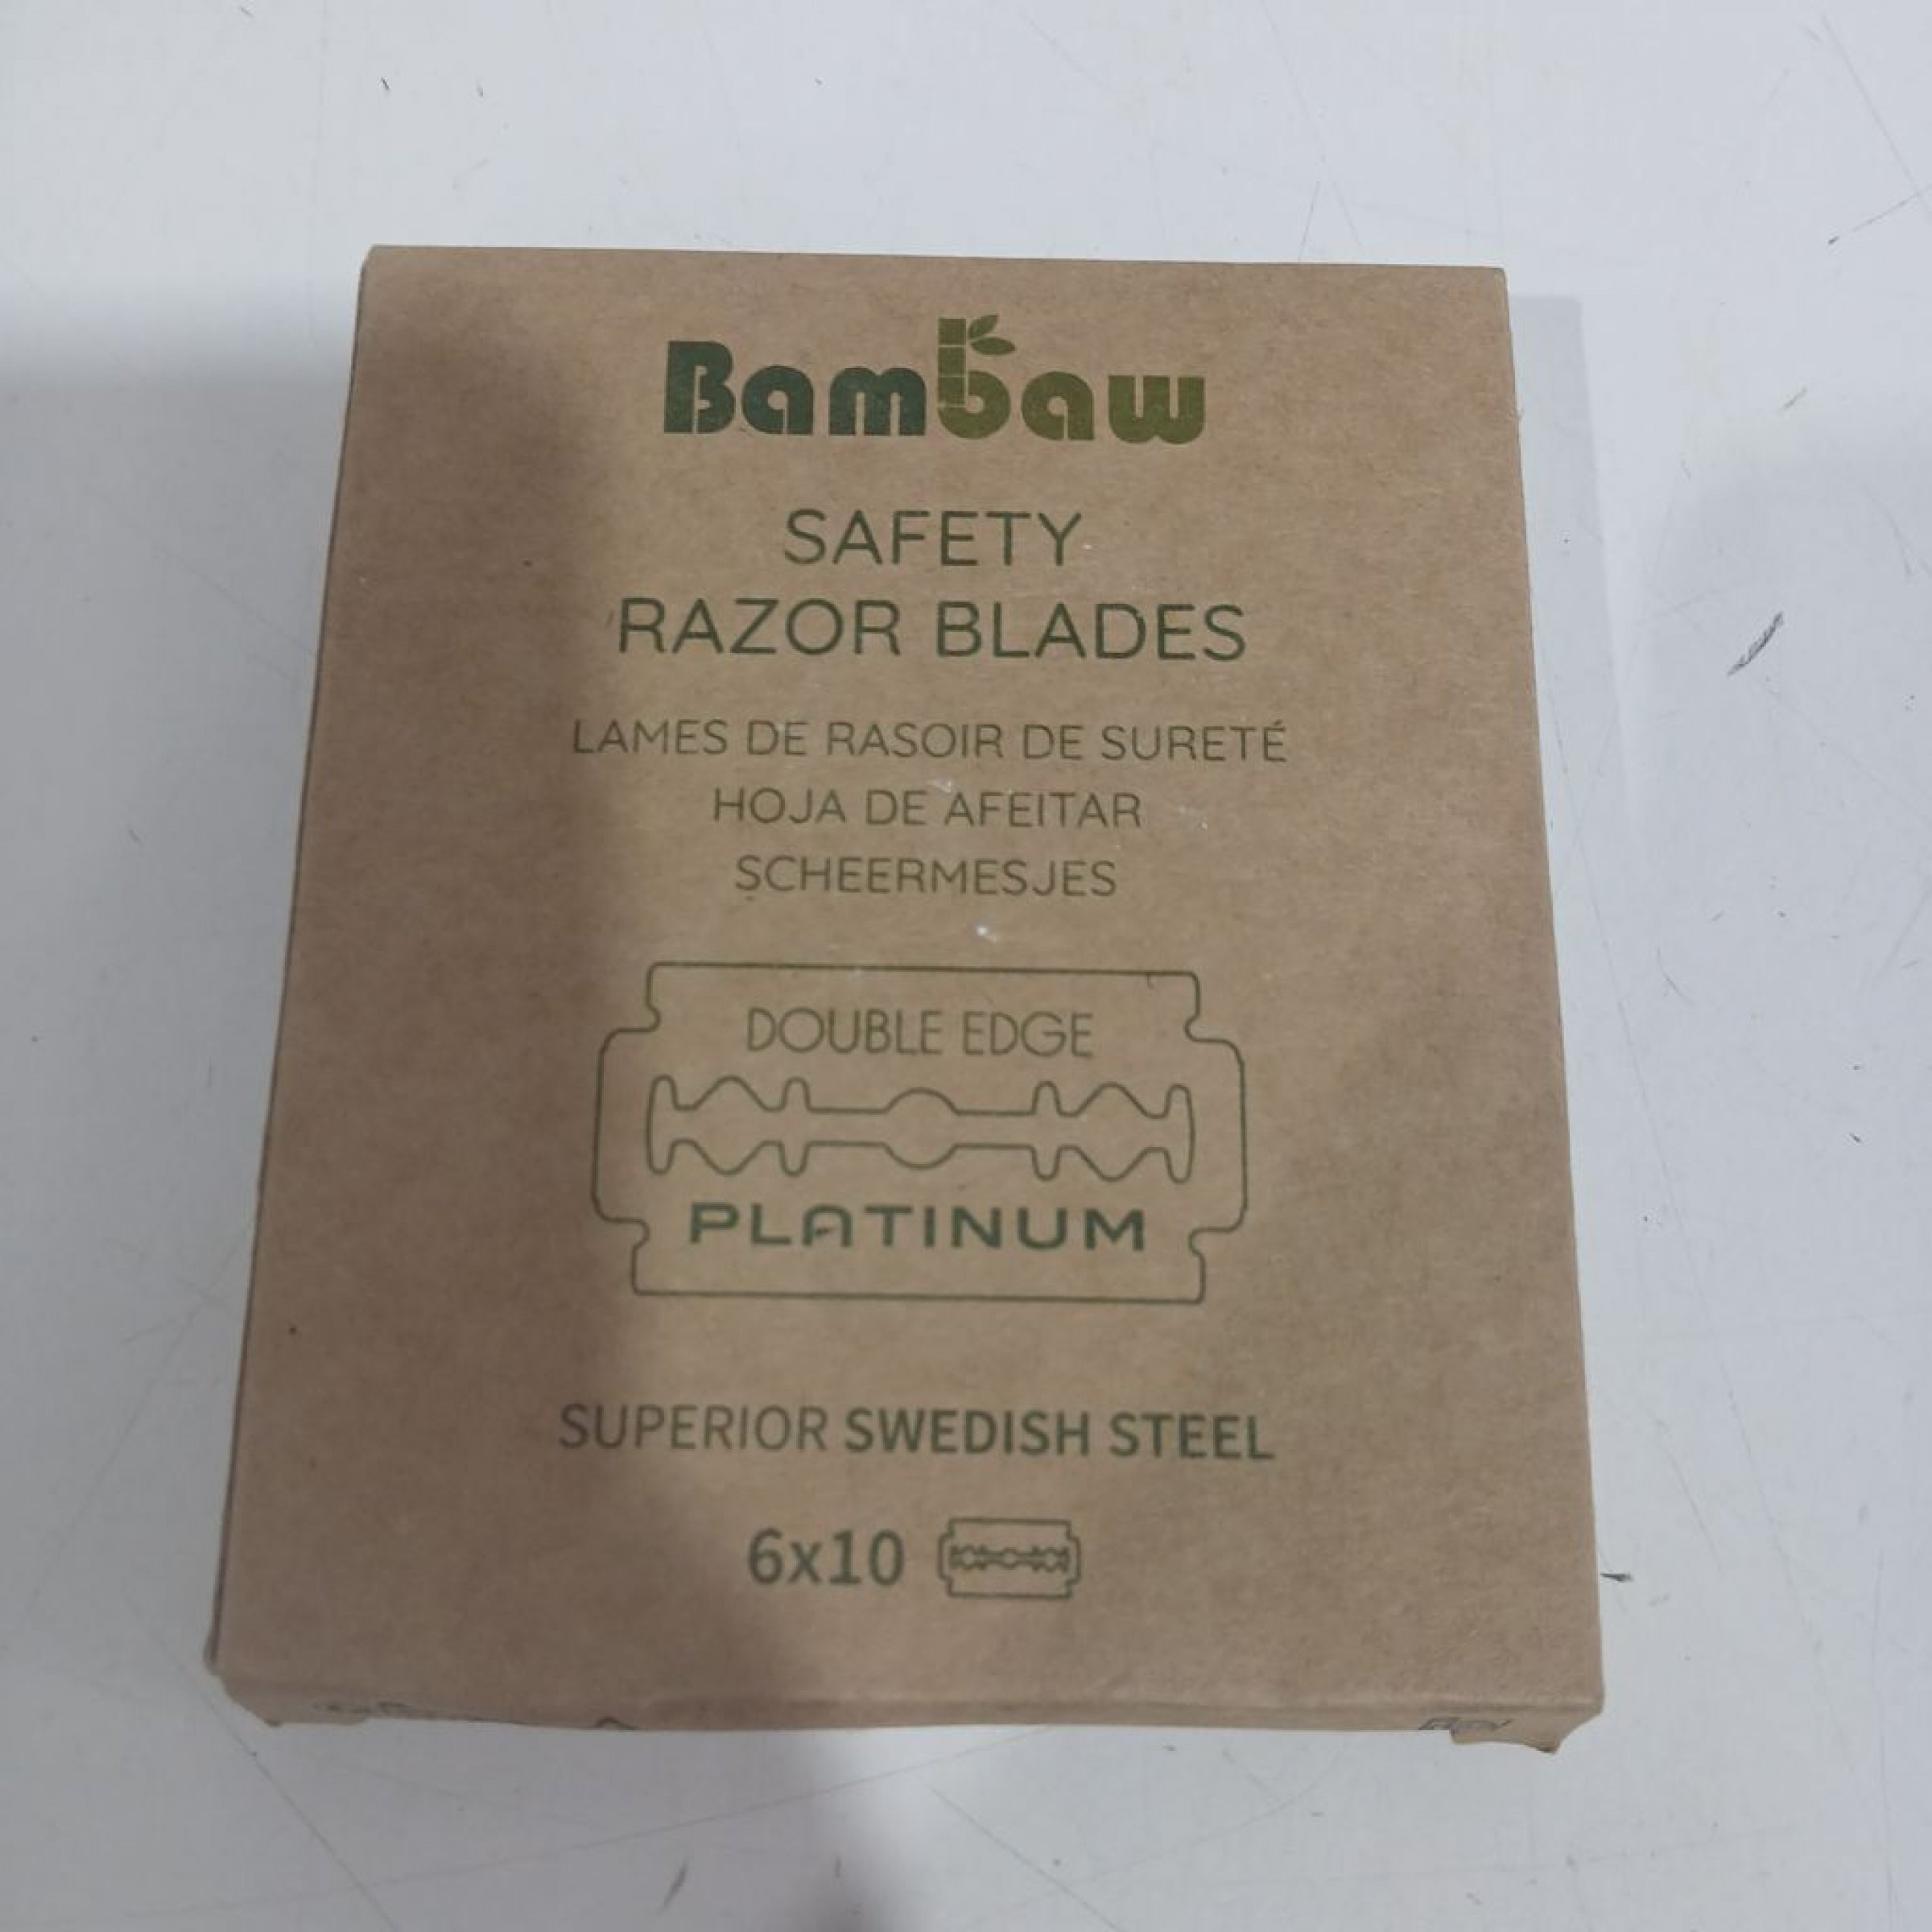 Bambaw
SAFETY
RAZOR BLADES
LAMES DE RASOIR DE SURETÉ
HOJA DE AFEITAR
SCHEERMESJES
DOUBLE EDGE
PLATINUM
SUPERIOR SWEDISH STEEL
6x10